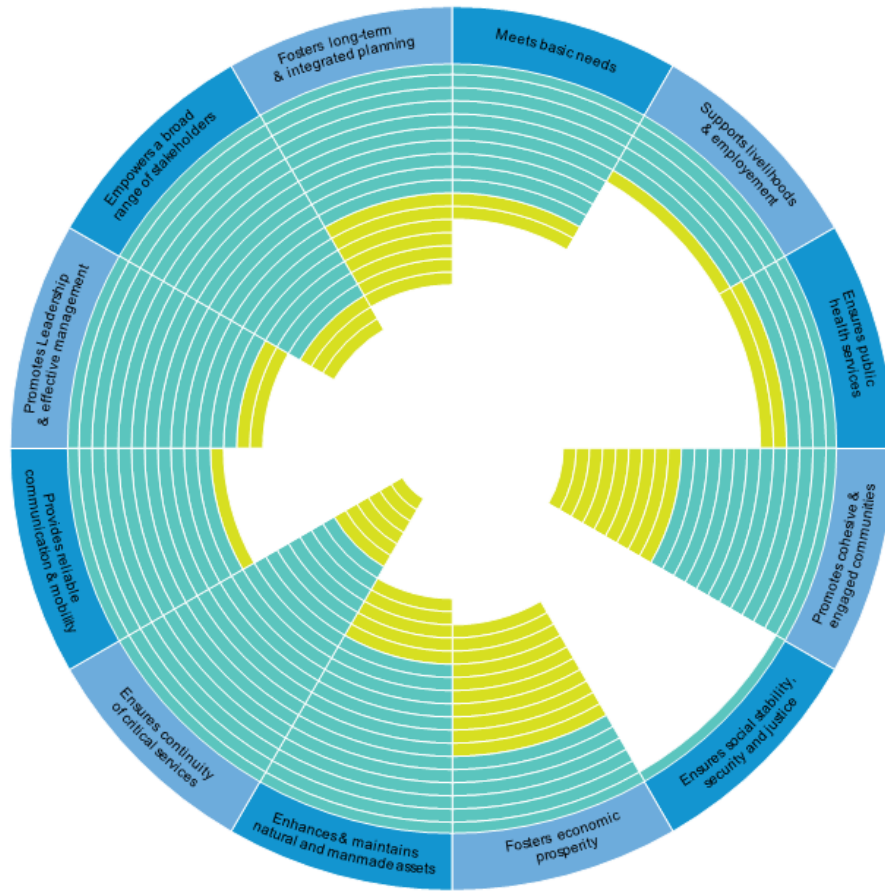 Meets basic needs
Supports livelihoods
& employement
Ensures public
health services
Promotes cohesive &
engaged communities
Ensures social stability,
security and justice
Fosters economic
prosperity
Enhances & maintains
natural and manmade assets
Ensures continuity
of critical services
Provides reliable
communication & mobility
Promotes Leadership
& effective management
Empowers a broad
range of stakeholders
Fosters long-term
& integrated planning